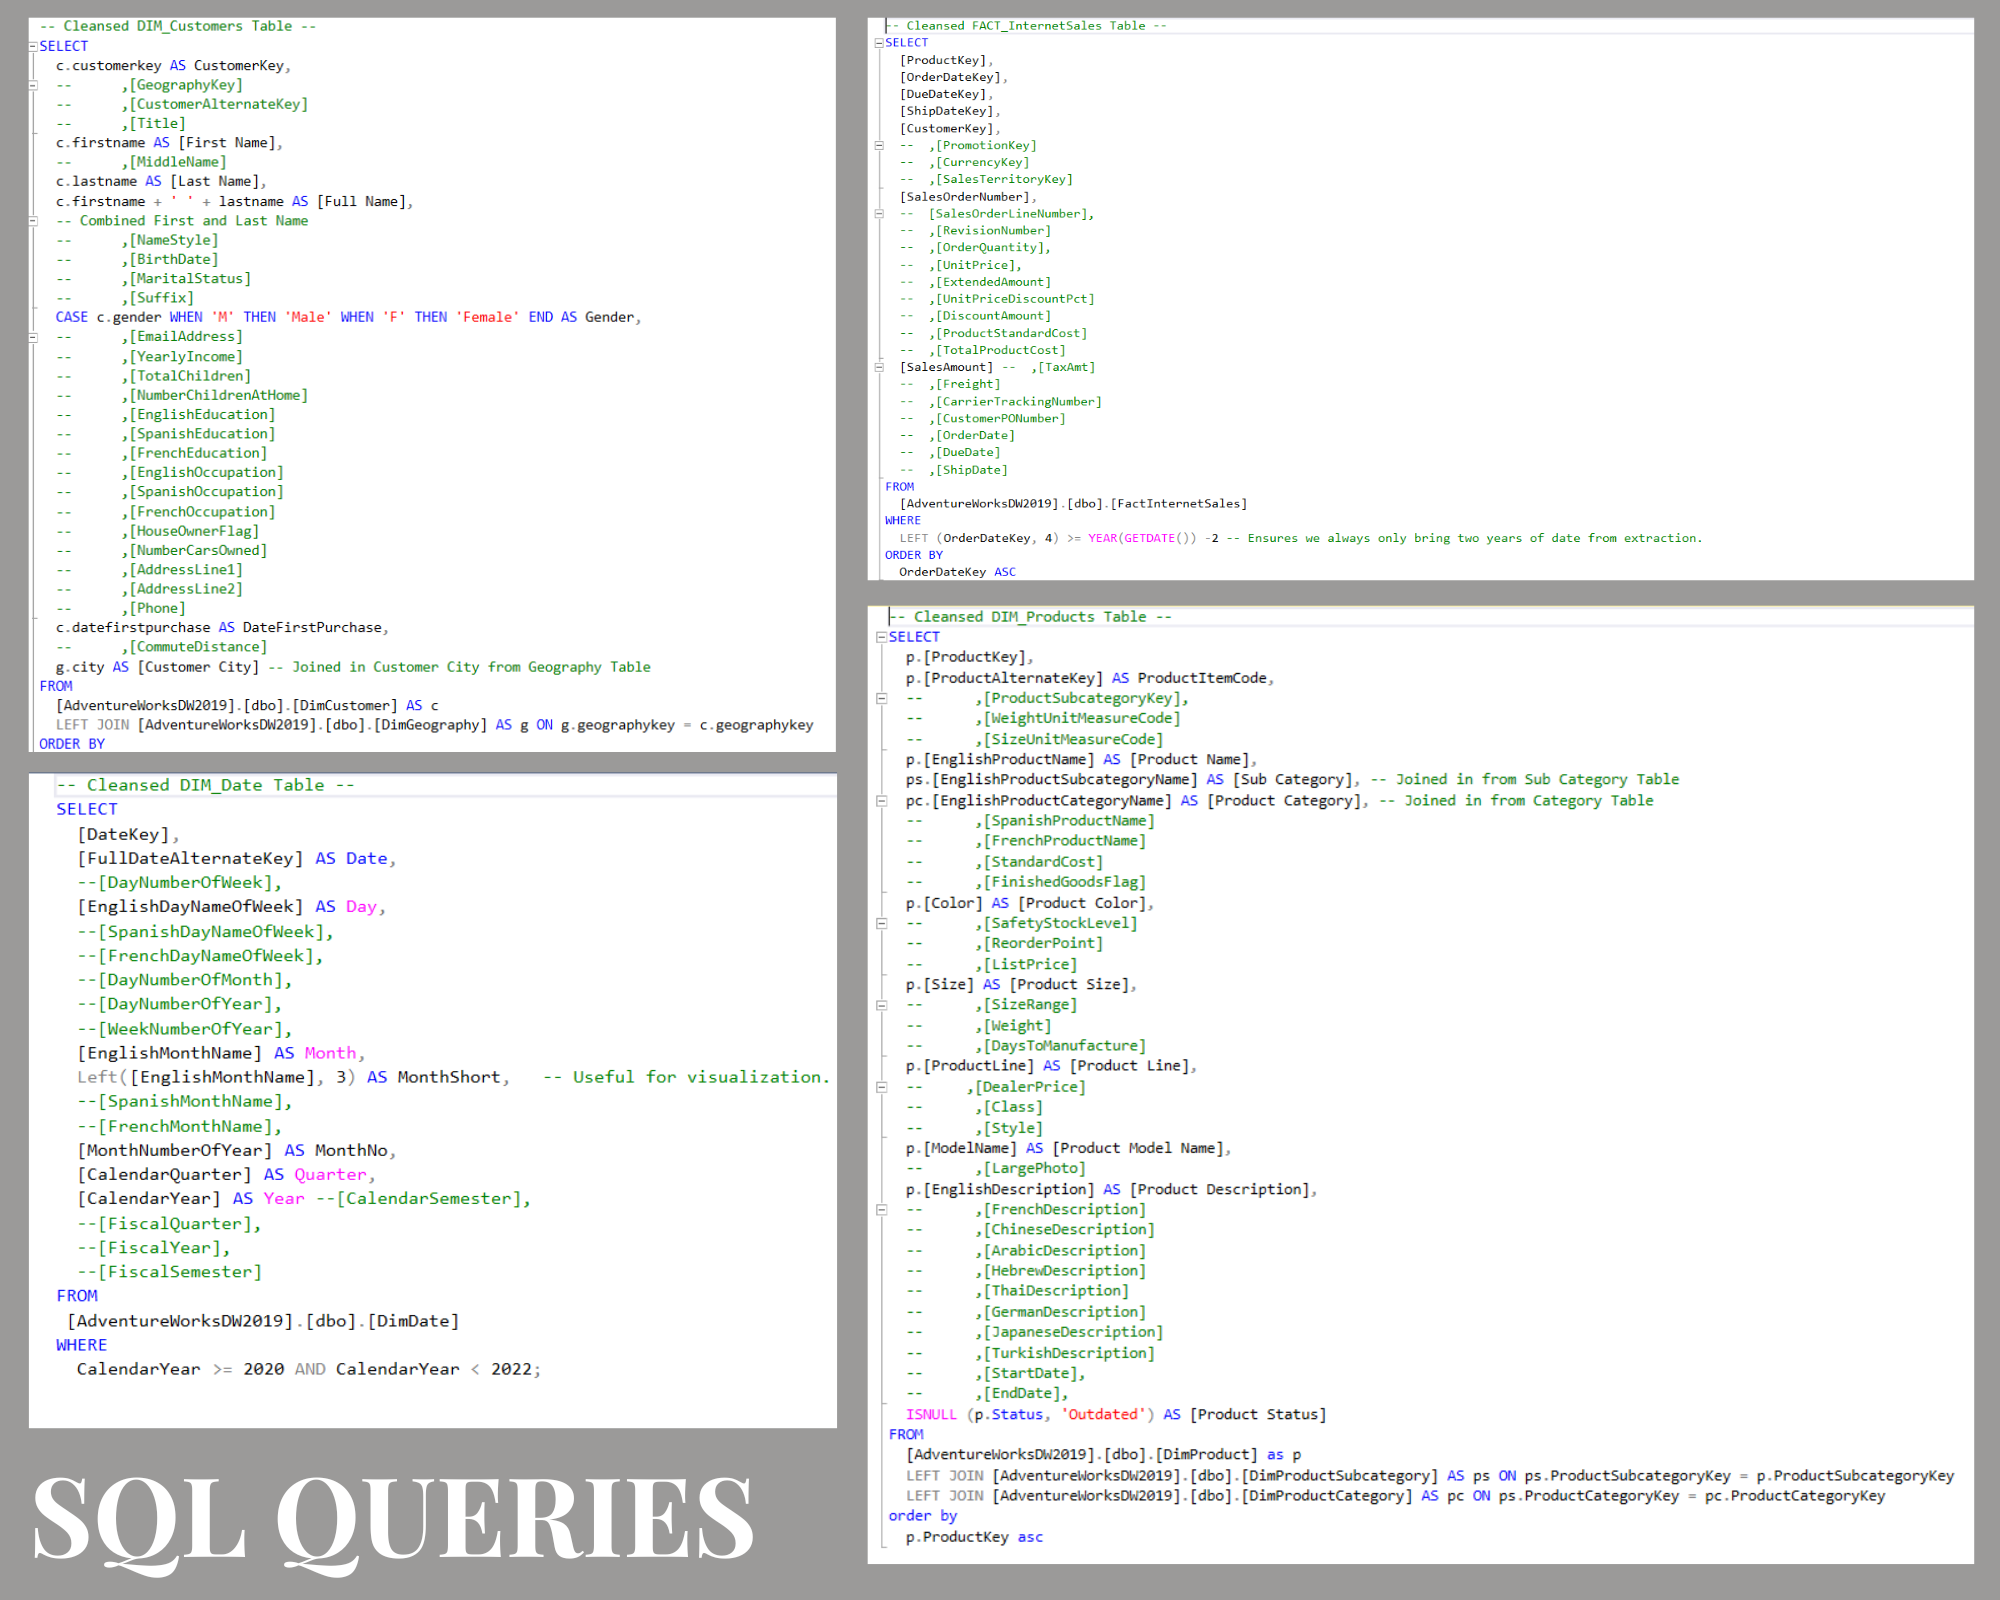 -- Cleansed DIM_Customers Table --
SELECT
c.customerkey AS CustomerKey,
-- ,[GeographyKey]
-- ,[CustomerAlternateKey]
-- ,[Title]
c.firstname AS [First Name],
-- ,[MiddleName]
c.lastname AS [Last Name],
c.firstname + ' ' + lastname AS [Full Name],
-- Combined First and Last Name
-- ,[NameStyle]
-- ,[BirthDate]
-- ,[MaritalStatus]
-- ,[Suffix]
CASE c.gender WHEN 'M' THEN 'Male' WHEN 'F' THEN 'Female' END AS Gender,
-- ,[EmailAddress]
-- ,[YearlyIncome]
-- ,[TotalChildren]
-- ,[NumberChildrenAtHome]
-- ,[EnglishEducation]
-- ,[SpanishEducation]
-- ,[FrenchEducation]
-- ,[EnglishOccupation]
-- ,[SpanishOccupation]
-- ,[FrenchOccupation]
-- ,[HouseOwnerFlag]
-- ,[NumberCarsOwned]
-- ,[AddressLine1]
-- ,[AddressLine2]
-- ,[Phone]
c.datefirstpurchase AS DateFirstPurchase,
-- ,[CommuteDistance]
g.city AS [Customer City] -- Joined in Customer City from Geography Table
FROM
[AdventureWorksDW2019].[dbo].[DimCustomer] AS c
LEFT JOIN [AdventureWorksDW2019].[dbo].[DimGeography] AS g ON g.geographykey = c.geographykey
ORDER BY
-- Cleansed DIM_Date Table --
SELECT
[DateKey],
[FullDateAlternateKey] AS Date,
--[DayNumberOfWeek],
[EnglishDayNameOfWeek] AS Day,
--[SpanishDayNameOfWeek],
--[FrenchDayNameOfWeek],
--[DayNumberOfMonth],
--[DayNumberOfYear],
--[WeekNumberOfYear],
[EnglishMonthName] AS Month,
Left([EnglishMonthName], 3) AS MonthShort, -- Useful for visualization.
--[SpanishMonthName],
--[FrenchMonthName],
[MonthNumberOfYear] AS MonthNo,
[CalendarQuarter] AS Quarter,
[CalendarYear] AS Year --[CalendarSemester],
--[FiscalQuarter],
--[FiscalYear],
--[FiscalSemester]
FROM
[AdventureWorksDW2019].[dbo].[DimDate]
WHERE
CalendarYear >= 2020 AND CalendarYear < 2022;
SQL QUERIES
-- Cleansed FACT_InternetSales Table --
SELECT
[ProductKey],
[OrderDateKey],
[DueDateKey],
[ShipDateKey],
[CustomerKey],
-- ,[PromotionKey]
-- ,[CurrencyKey]
-- ,[SalesTerritoryKey]
[SalesOrderNumber],
-- [SalesOrderLineNumber],
-- ,[RevisionNumber]
-- ,[OrderQuantity],
-- ,[UnitPrice],
-- ,[ExtendedAmount]
-- ,[UnitPriceDiscountPct]
-- ,[DiscountAmount]
-- ,[ProductStandardCost]
-- ,[TotalProductCost]
[SalesAmount] -- ,[TaxAmt]
-- ,[Freight]
-- ,[CarrierTrackingNumber]
-- ,[CustomerPONumber]
-- ,[OrderDate]
-- ,[DueDate]
-- ,[ShipDate]
FROM
[AdventureWorksDW2019].[dbo].[FactInternetSales]
WHERE
LEFT (OrderDateKey, 4) >= YEAR(GETDATE()) -2 -- Ensures we always only bring two years of date from extraction.
ORDER BY
OrderDateKey ASC
-- Cleansed DIM_Products Table --
SELECT
p.[ProductKey],
p.[ProductAlternateKey] AS ProductItemCode,
-- ,[ProductSubcategoryKey],
-- ,[WeightUnitMeasureCode]
-- ,[SizeUnitMeasureCode]
p.[EnglishProductName] AS [Product Name],
ps.[EnglishProductSubcategoryName] AS [Sub Category], -- Joined in from Sub Category Table
pc.[EnglishProductCategoryName] AS [Product Category], -- Joined in from Category Table
-- ,[SpanishProductName]
-- ,[FrenchProductName]
-- ,[StandardCost]
-- ,[FinishedGoodsFlag]
p.[Color] AS [Product Color],
-- ,[SafetyStockLevel]
-- ,[ReorderPoint]
-- ,[ListPrice]
p.[Size] AS [Product Size],
-- ,[SizeRange]
-- ,[Weight]
-- ,[DaysToManufacture]
p.[ProductLine] AS [Product Line],
-- ,[DealerPrice]
-- ,[Class]
-- ,[Style]
p.[ModelName] AS [Product Model Name],
-- ,[LargePhoto]
p.[EnglishDescription] AS [Product Description],
-- ,[FrenchDescription]
-- ,[ChineseDescription]
-- ,[ArabicDescription]
-- ,[HebrewDescription]
-- ,[ThaiDescription]
-- ,[GermanDescription]
-- ,[JapaneseDescription]
-- ,[TurkishDescription]
-- ,[StartDate],
-- ,[EndDate],
ISNULL (p.Status, 'Outdated') AS [Product Status]
FROM
[AdventureWorksDW2019].[dbo].[DimProduct] as p
LEFT JOIN [AdventureWorksDW2019].[dbo].[DimProductSubcategory] AS ps ON ps.ProductSubcategoryKey = p.ProductSubcategoryKey
LEFT JOIN [AdventureWorksDW2019].[dbo].[DimProductCategory] AS pc ON ps.ProductCategoryKey = pc.ProductCategoryKey
order by
p.ProductKey asc